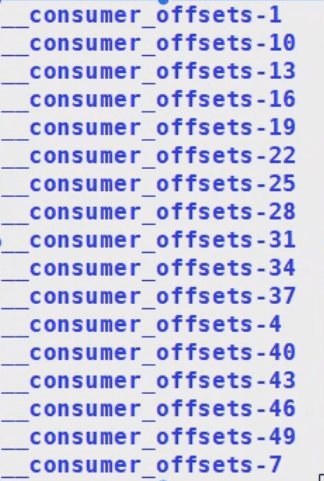 __consumer_offsets-1
__consumer_offsets-10
__consumer_offsets-13
__consumer_offsets-16
__consumer_offsets-19
__consumer_offsets-22
__consumer_offsets-25
__consumer_offsets-28
__consumer_offsets-31
__consumer_offsets-34
__consumer_offsets-37
__consumer_offsets-4
__consumer_offsets-40
__consumer_offsets-43
__consumer_offsets-46
__consumer_offsets-49
__consumer_offsets-7